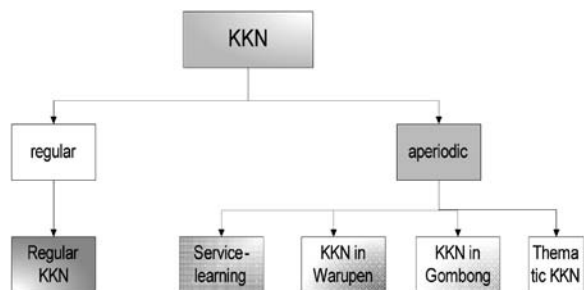 KKN
regular
aperiodic
Regular
KKN
Service-
learning
KKN in
Warupen
KKN in
Gombong
Thema
tic KKN